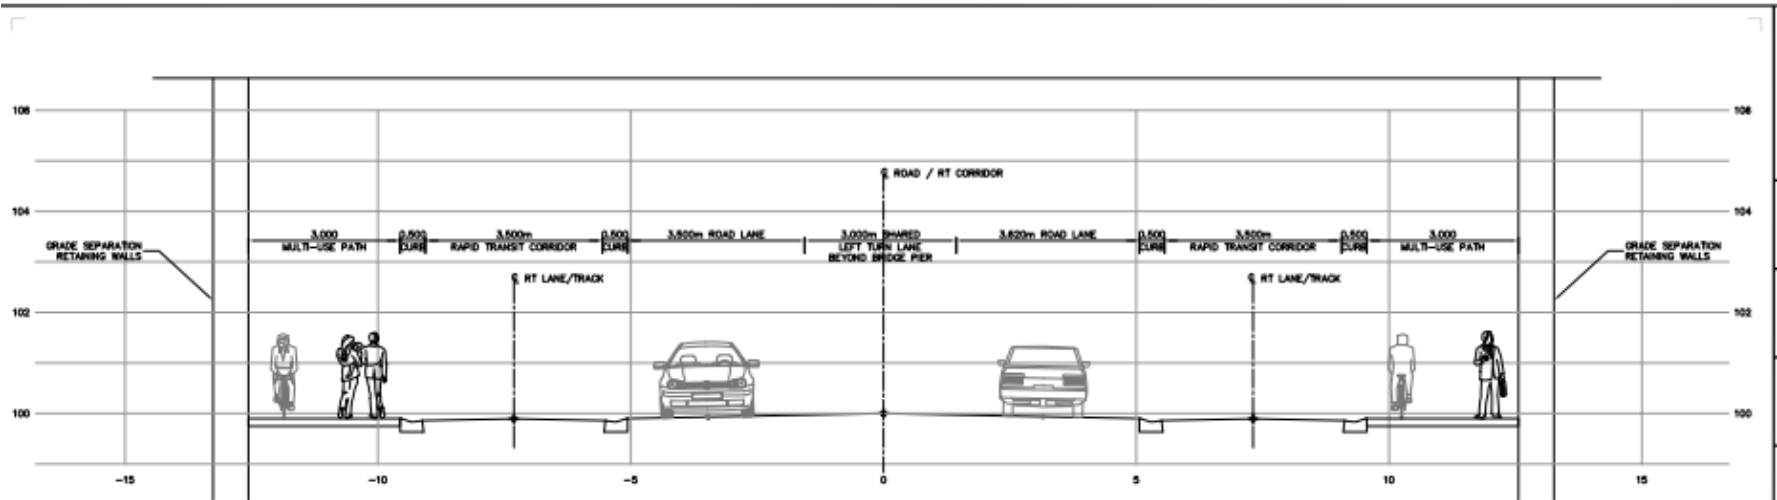 106
106
℄ ROAD / RT CORRIDOR
104
104
3.000
MULTI-USE PATH
0.500
CURB
3.500m
RAPID TRANSIT CORRIDOR
0.500
CURB
3.500m ROAD LANE
3.000m SHARED
LEFT TURN LANE
BEYOND BRIDGE PIER
3.620m ROAD LANE
0.500
CURB
3.500m
RAPID TRANSIT CORRIDOR
0.500
CURB
3.000
MULTI-USE PATH
GRADE SEPARATION
RETAINING WALLS
GRADE SEPARATION
RETAINING WALLS
℄ RT LANE/TRACK
℄ RT LANE/TRACK
102
102
100
100
-15
-10
-5
0
5
10
15